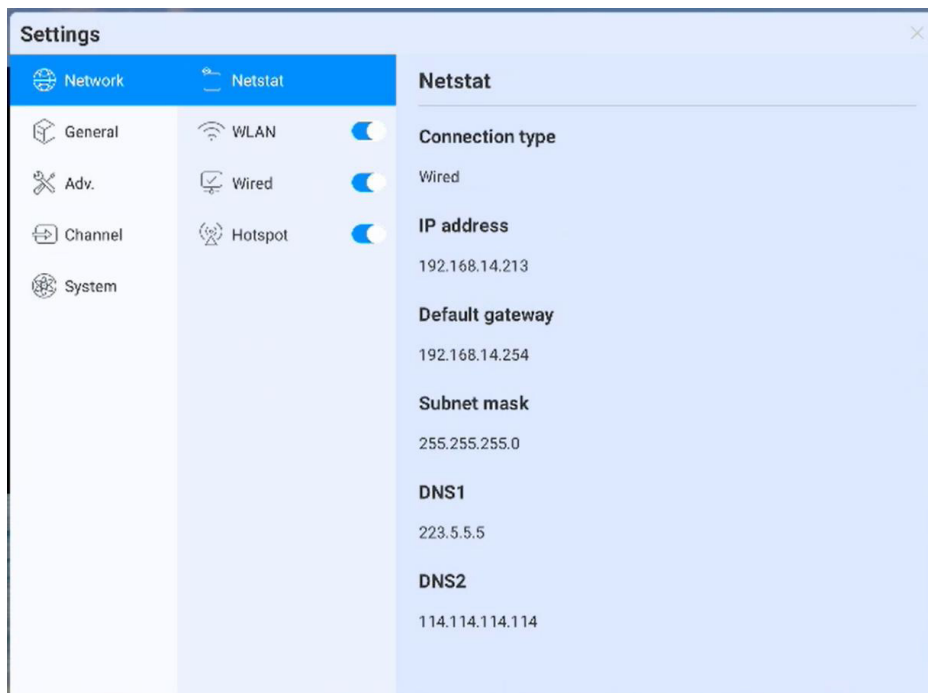 Settings
Network
General
Adv.
Channel
System
Netstat
WLAN
Wired
Hotspot
Netstat
Connection type
Wired
IP address
192.168.14.213
Default gateway
192.168.14.254
Subnet mask
255.255.255.0
DNS1
223.5.5.5
DNS2
114.114.114.114